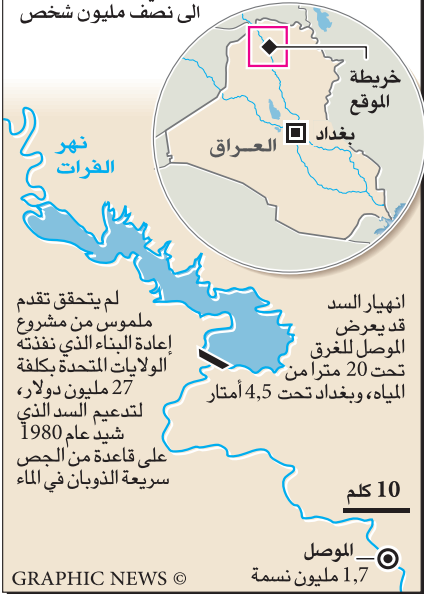 الى نصف مليون شخص
خريطة
الموقع
بغداد
العـراق
نهر
الفرات
انهيار السد
قد يعرض
الموصل للغرق
تحت 20 مترا من
المياه، وبغداد تحت 4,5 أمتار
لم يتحقق تقدم
ملموس من مشروع
إعادة البناء الذي نفذته
الولايات المتحدة بكلفة
27 مليون دولار،
لتدعيم السد الذي
شيد عام 1980
على قاعدة من الجص
سريعة الذوبان في الماء
10 كلم
الموصل
1,7 مليون نسمة
GRAPHIC NEWS ©